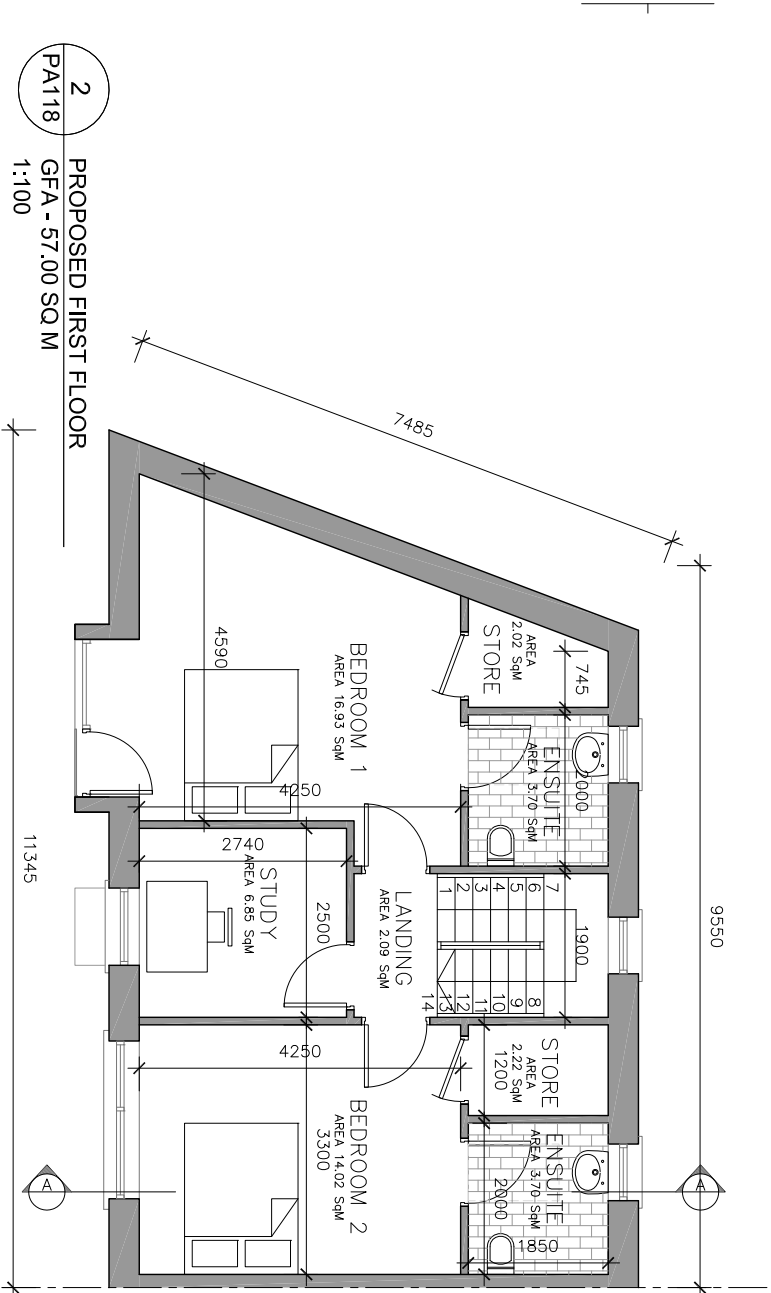 2
PA118
PROPOSED FIRST FLOOR
GFA - 57.00 SQ M
1:100
7485
9550
11345
BEDROOM 1
AREA 16.93 SqM
4590
4250
STORE
AREA
2.02 SqM
745
ENSUITE
AREA 3.70 SqM
2000
STUDY
AREA 6.85 SqM
2740
2500
LANDING
AREA 2.09 SqM
1
2
3
4
5
6
7
8
9
10
11
12
13
14
1900
STORE
AREA
2.22 SqM
1200
ENSUITE
AREA 3.70 SqM
2000
1850
BEDROOM 2
AREA 14.02 SqM
3300
4250
A
A